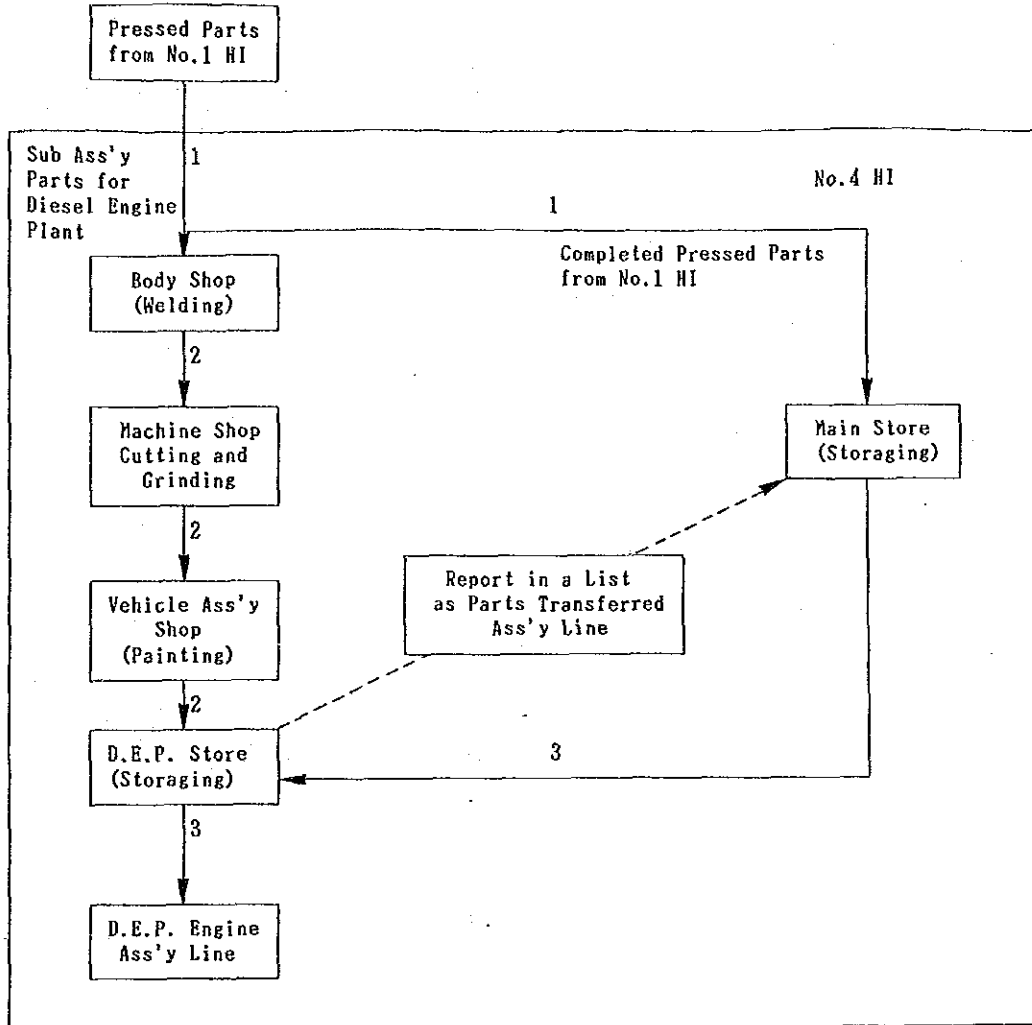 Pressed Parts
from No.1 HI
Sub Ass'y
Parts for
Diesel Engine
Plant
1
No.4 HI
1
Completed Pressed Parts
from No.1 HI
Body Shop
(Welding)
2
Machine Shop
Cutting and
Grinding
Main Store
(Storaging)
2
Report in a List
as Parts Transferred
Ass'y Line
Vehicle Ass'y
Shop
(Painting)
2
D.E.P. Store
(Storaging)
3
3
D.E.P. Engine
Ass'y Line